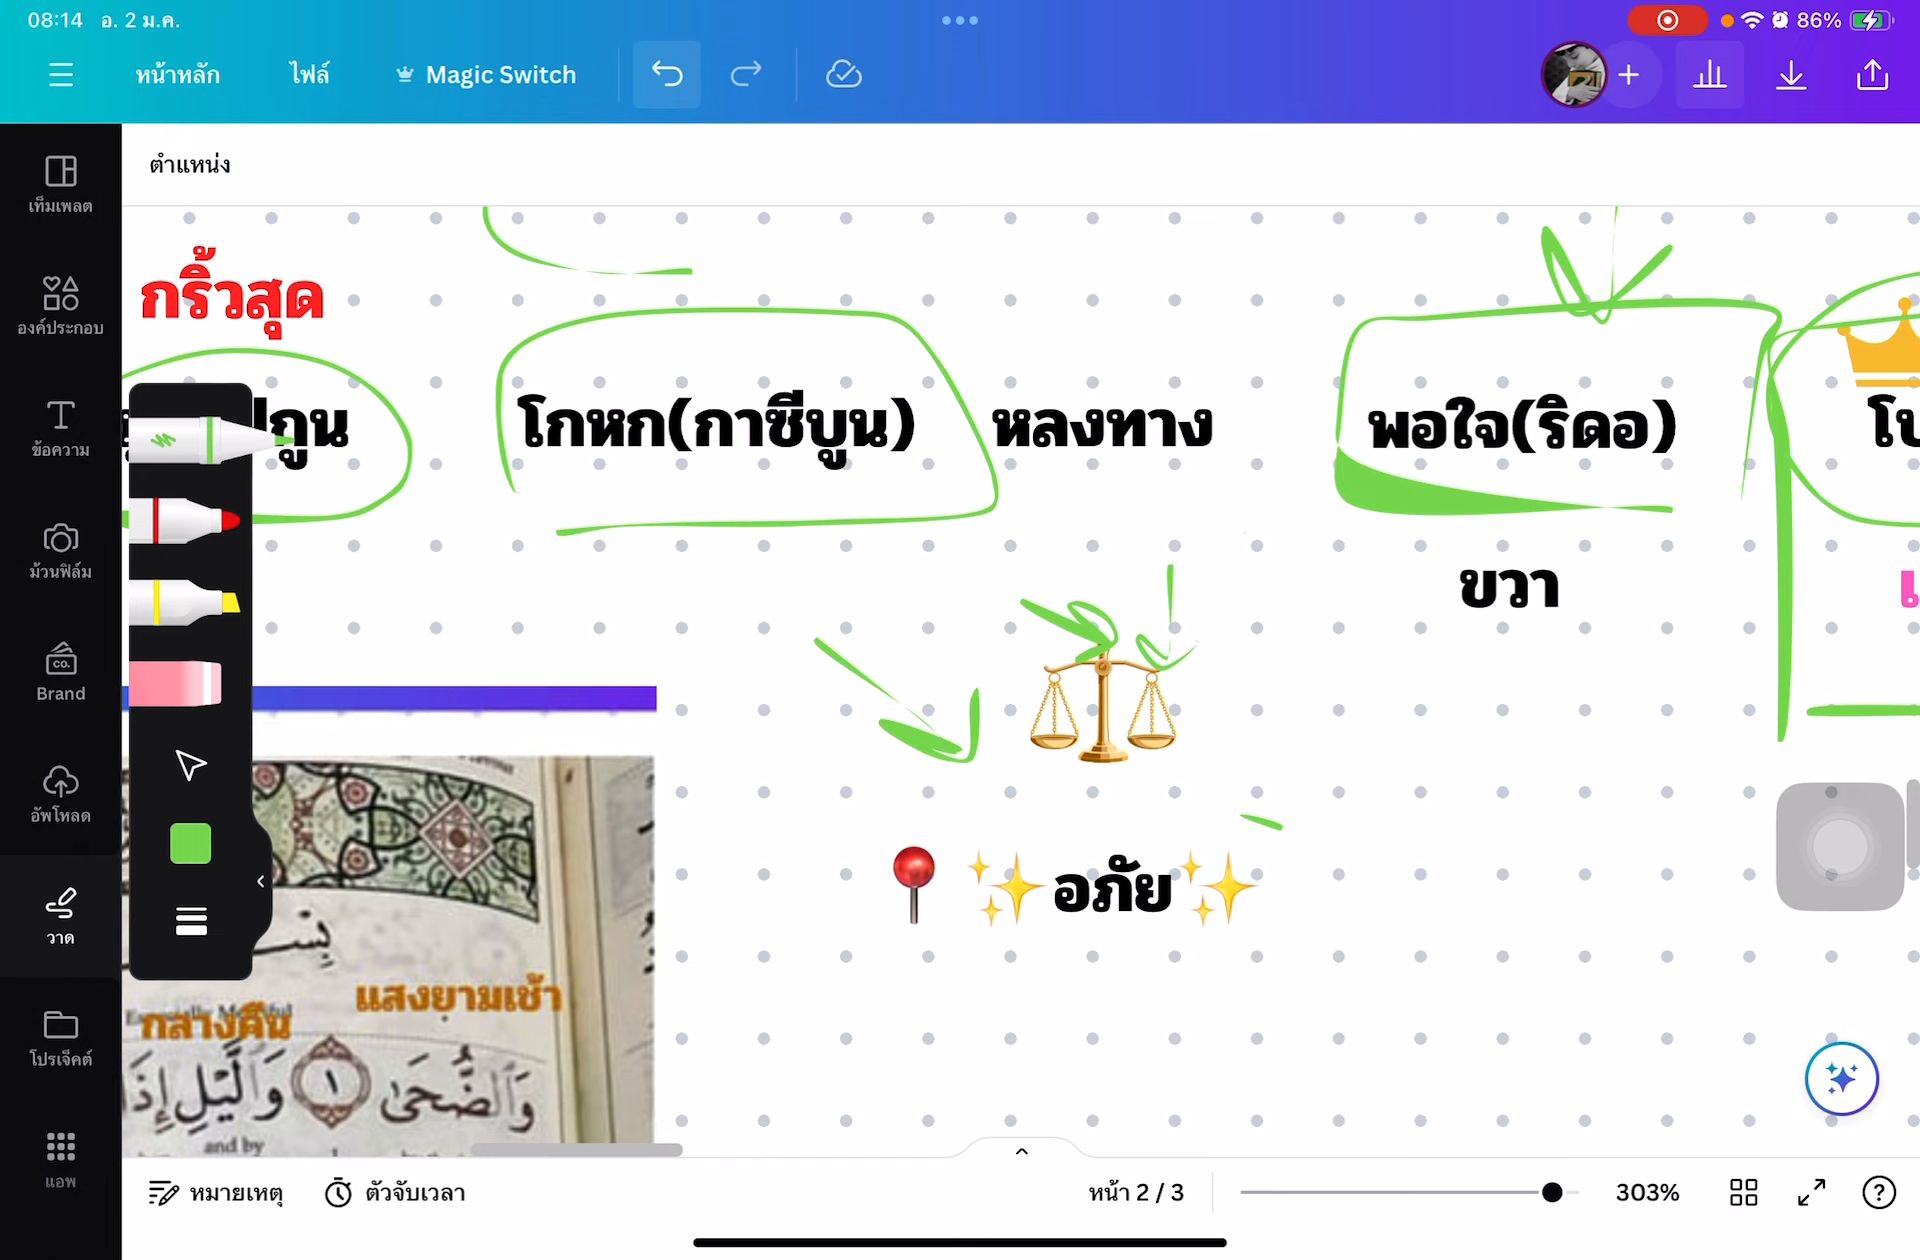 08:14 อ. 2 ม.ค.
86%
หน้าหลัก ไฟล์ Magic Switch
ตำแหน่ง
เท็มเพลต
องค์ประกอบ
ข้อความ
ม้วนฟิล์ม
CO.
Brand
อัพโหลด
วาด
โปรเจ็คต์
แอพ
กริ้วสุด
โกหก(กาซีบูน) หลงทาง พอใจ(ริดอ)
ขวา
อภัย
แสงยามเช้า
กลางคืน
وَالضُّحَىٰ ١ وَالَّيْلِ إِذَا
and by
หมายเหตุ ตัวจับเวลา หน้า 2 / 3 303%